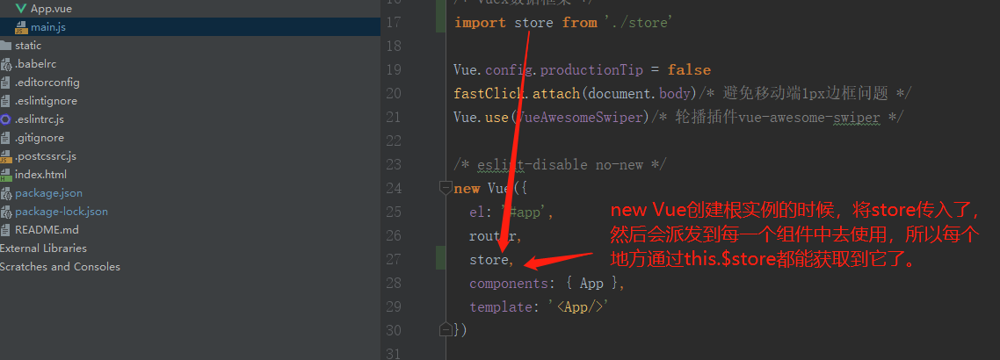 App.vue
main.js
static
.babelrc
.editorconfig
.eslintignore
.eslintrc.js
.gitignore
.postcssrc.js
index.html
package.json
package-lock.json
README.md
External Libraries
Scratches and Consoles
16 /* Vuex数据框架 */
17 import store from './store'
18
19 Vue.config.productionTip = false
20 fastClick.attach(document.body)/* 避免移动端1px边框问题 */
21 Vue.use(VueAwesomeSwiper)/* 轮播插件vue-awesome-swiper */
22
23 /* eslint-disable no-new */
24 new Vue({
25 el: '#app',
26 router,
27 store,
28 components: { App },
29 template: '<App/>'
30 })
31
new Vue创建根实例的时候，将store传入了，
然后会派发到每一个组件中去使用，所以每个
地方通过this.$store都能获取到它了。